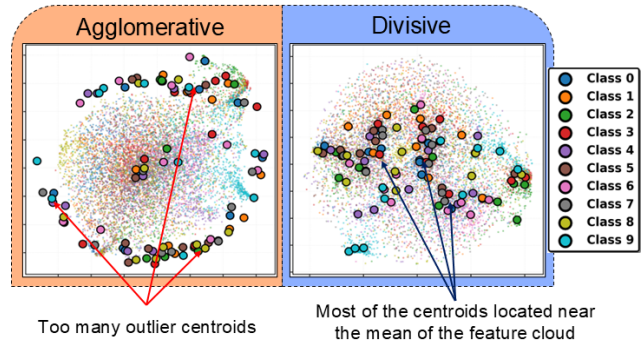 Agglomerative
Divisive
Class 0
Class 1
Class 2
Class 3
Class 4
Class 5
Class 6
Class 7
Class 8
Class 9
Too many outlier centroids
Most of the centroids located near
the mean of the feature cloud